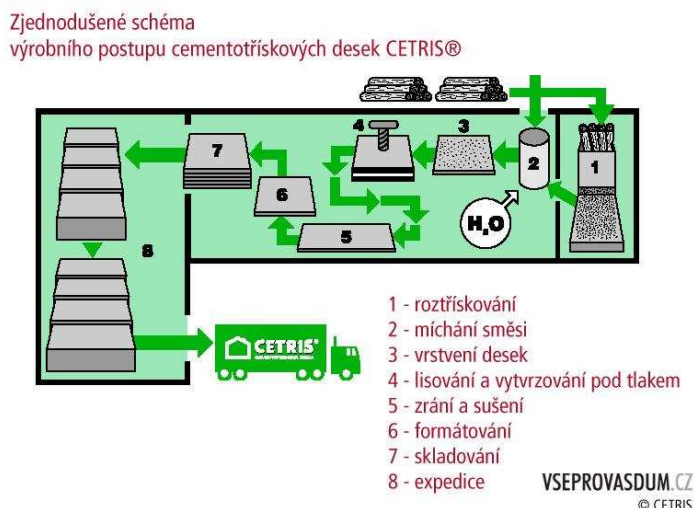 Zjednodušené schéma
výrobního postupu cementotřískových desek CETRIS®
4
3
2
1
7
6
5
8
H₂O
CETRIS®
1 - roztřískování
2 - míchání směsi
3 - vrstvení desek
4 - lisování a vytvrzování pod tlakem
5 - zrání a sušení
6 - formátování
7 - skladování
8 - expedice
VSEPROVASDUM.CZ
© CETRIS